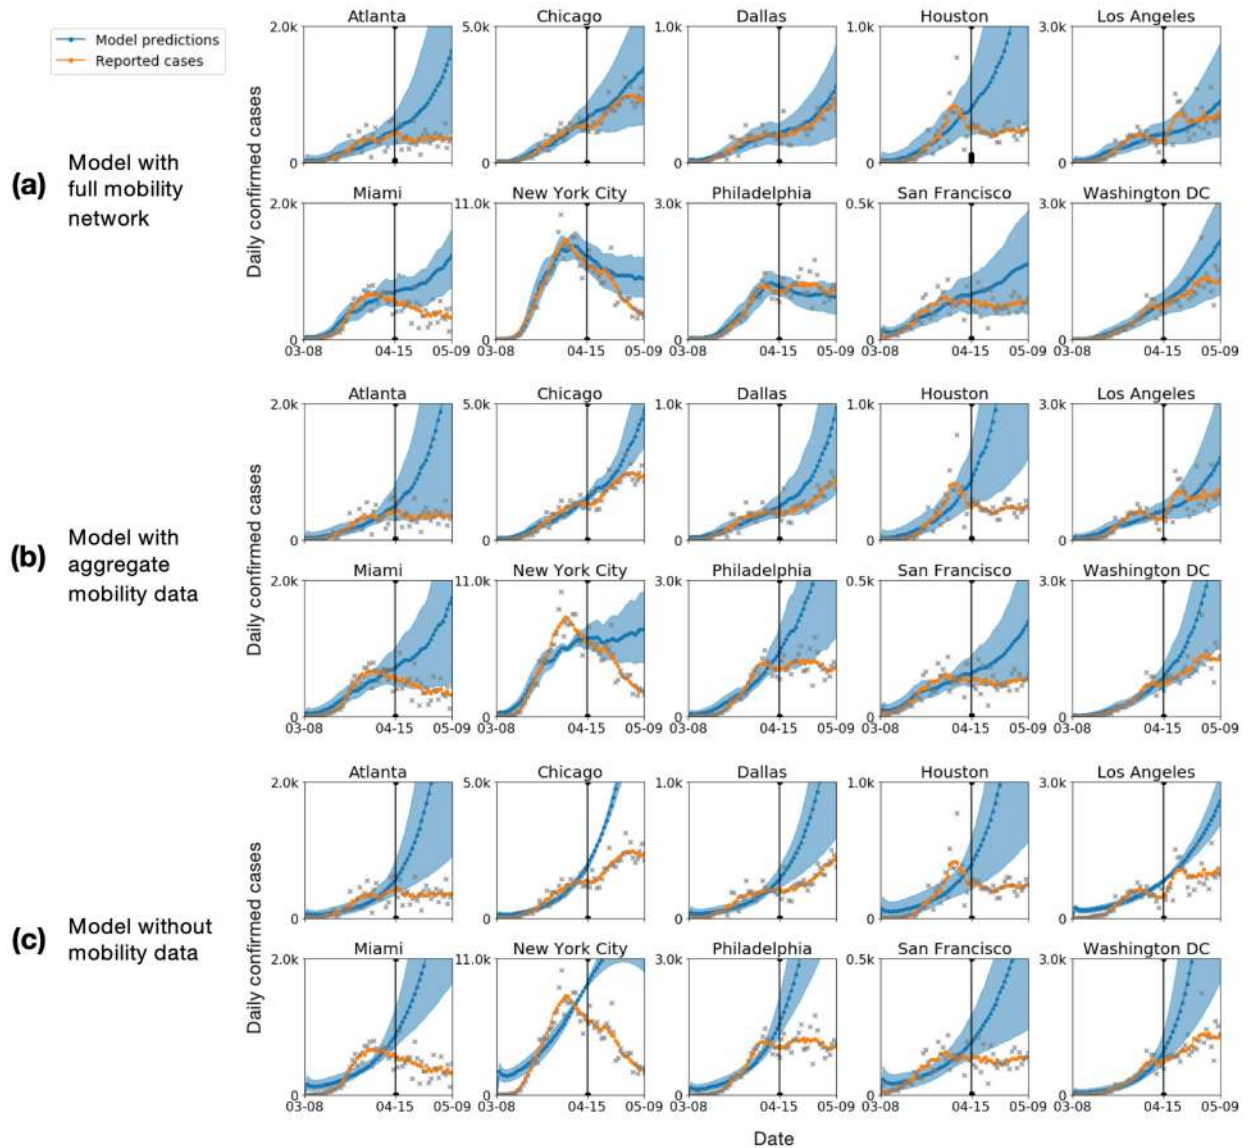 Model predictions
Reported cases
(a) Model with full mobility network
Daily confirmed cases
Atlanta Chicago Dallas Houston Los Angeles
2.0k 5.0k 1.0k 1.0k 3.0k
0 0 0 0 0
Miami New York City Philadelphia San Francisco Washington DC
2.0k 11.0k 3.0k 0.5k 3.0k
0 0 0 0 0
03-08 04-15 05-09 03-08 04-15 05-09 03-08 04-15 05-09 03-08 04-15 05-09 03-08 04-15 05-09
(b) Model with aggregate mobility data
Daily confirmed cases
Atlanta Chicago Dallas Houston Los Angeles
2.0k 5.0k 1.0k 1.0k 3.0k
0 0 0 0 0
Miami New York City Philadelphia San Francisco Washington DC
2.0k 11.0k 3.0k 0.5k 3.0k
0 0 0 0 0
03-08 04-15 05-09 03-08 04-15 05-09 03-08 04-15 05-09 03-08 04-15 05-09 03-08 04-15 05-09
(c) Model without mobility data
Daily confirmed cases
Atlanta Chicago Dallas Houston Los Angeles
2.0k 5.0k 1.0k 1.0k 3.0k
0 0 0 0 0
Miami New York City Philadelphia San Francisco Washington DC
2.0k 11.0k 3.0k 0.5k 3.0k
0 0 0 0 0
03-08 04-15 05-09 03-08 04-15 05-09 03-08 04-15 05-09 03-08 04-15 05-09 03-08 04-15 05-09
Date